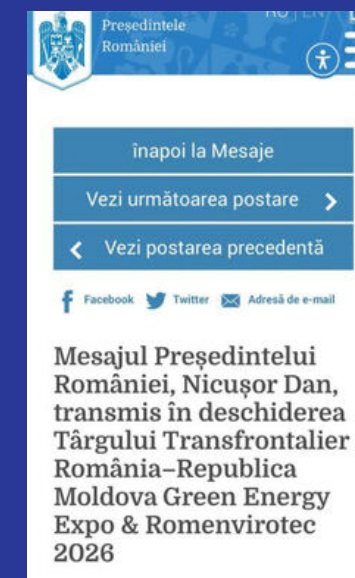 Președintele
României
RO | EN
înapoi la Mesaje
Vezi următoarea postare
Vezi postarea precedentă
Facebook Twitter Adresă de e-mail
Mesajul Președintelui
României, Nicușor Dan,
transmis în deschiderea
Târgului Transfrontalier
România–Republica
Moldova Green Energy
Expo & Romenvirotec
2026